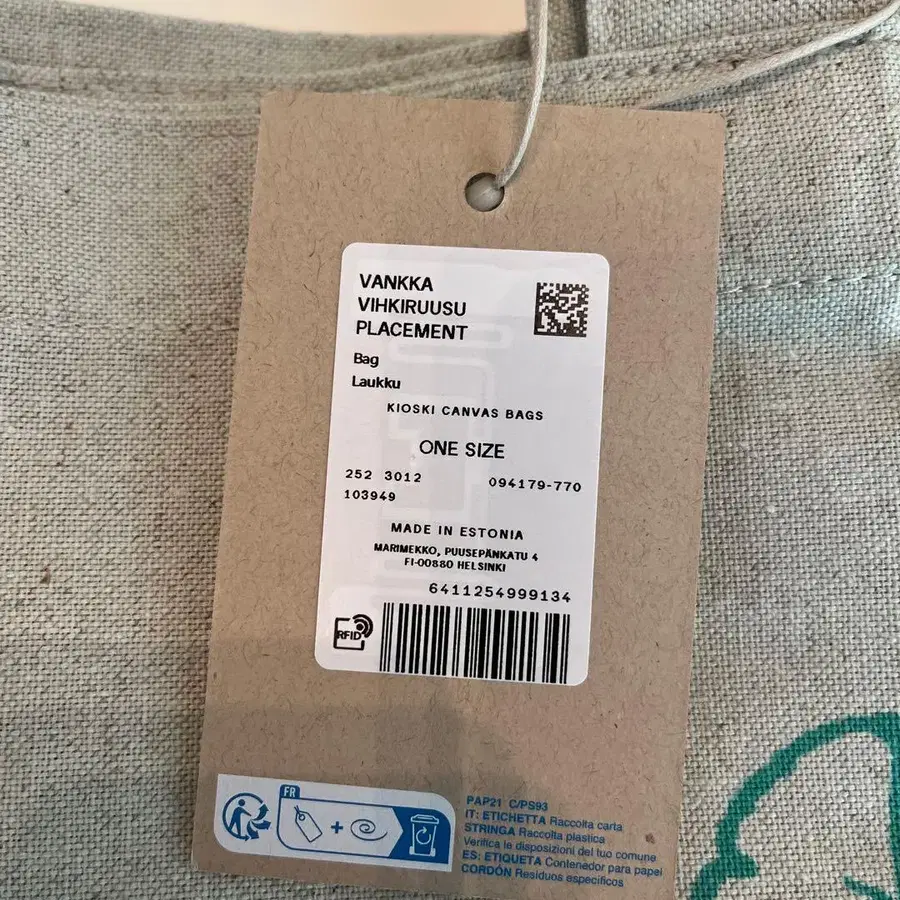 VANKKA
VIHKIRUUSU
PLACEMENT
Bag
Laukku
KIOSKI CANVAS BAGS
ONE SIZE
252 3012 094179-770
103949
MADE IN ESTONIA
MARIMEKKO, PUUSEPÄNKATU 4
FI-00880 HELSINKI
6411254999134
RFID
FR
+
PAP21 C/PS93
IT: ETICHETTA Raccolta carta
STRINGA Raccolta plastica
Verifica le disposizioni del tuo comune
ES: ETIQUETA Contenedor para papel
CORDÓN Residuos específicos